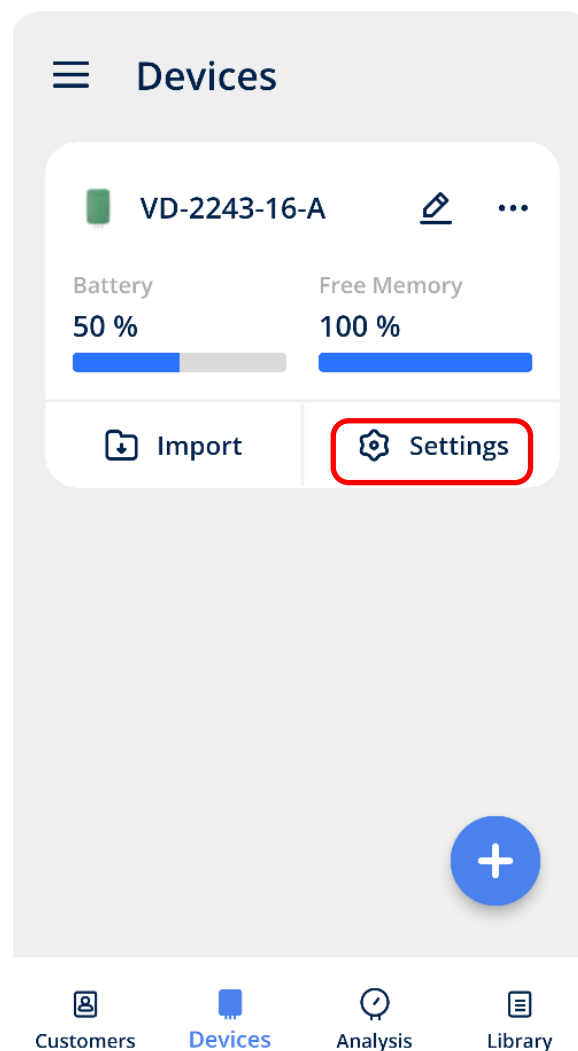 Devices
VD-2243-16-A
Battery Free Memory
50 % 100 %
Import Settings
Customers Devices Analysis Library